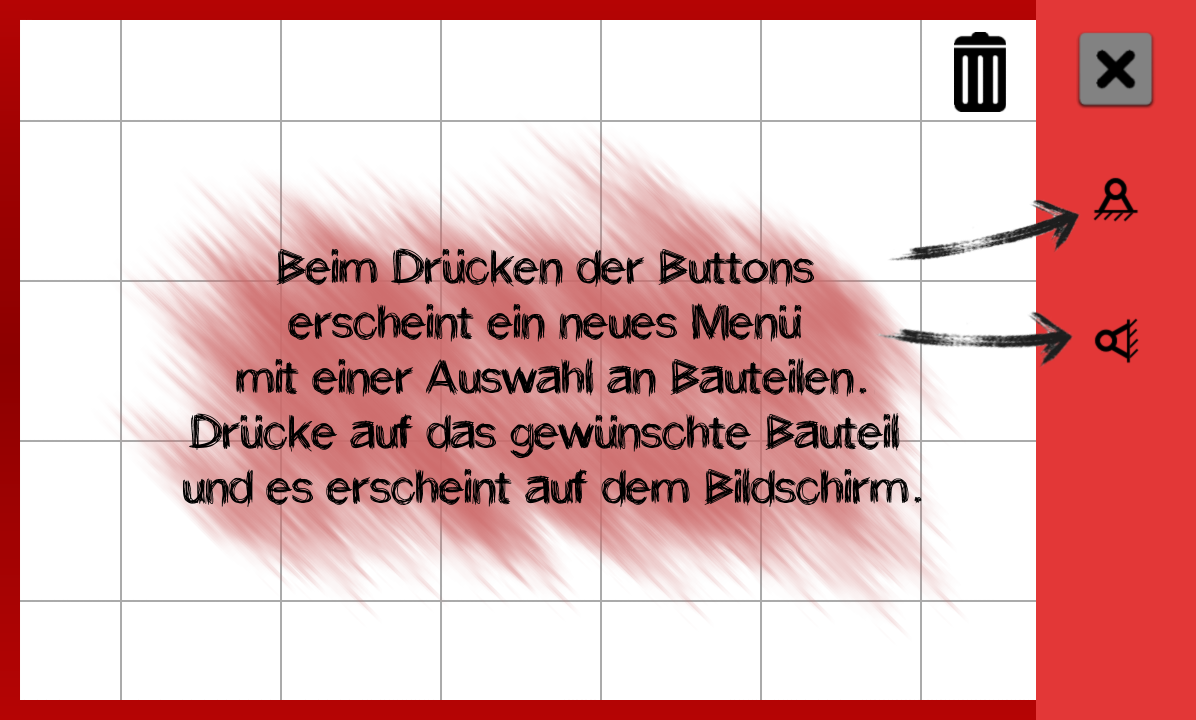 Beim Drücken der Buttons
erscheint ein neues Menü
mit einer Auswahl an Bauteilen.
Drücke auf das gewünschte Bauteil
und es erscheint auf dem Bildschirm.